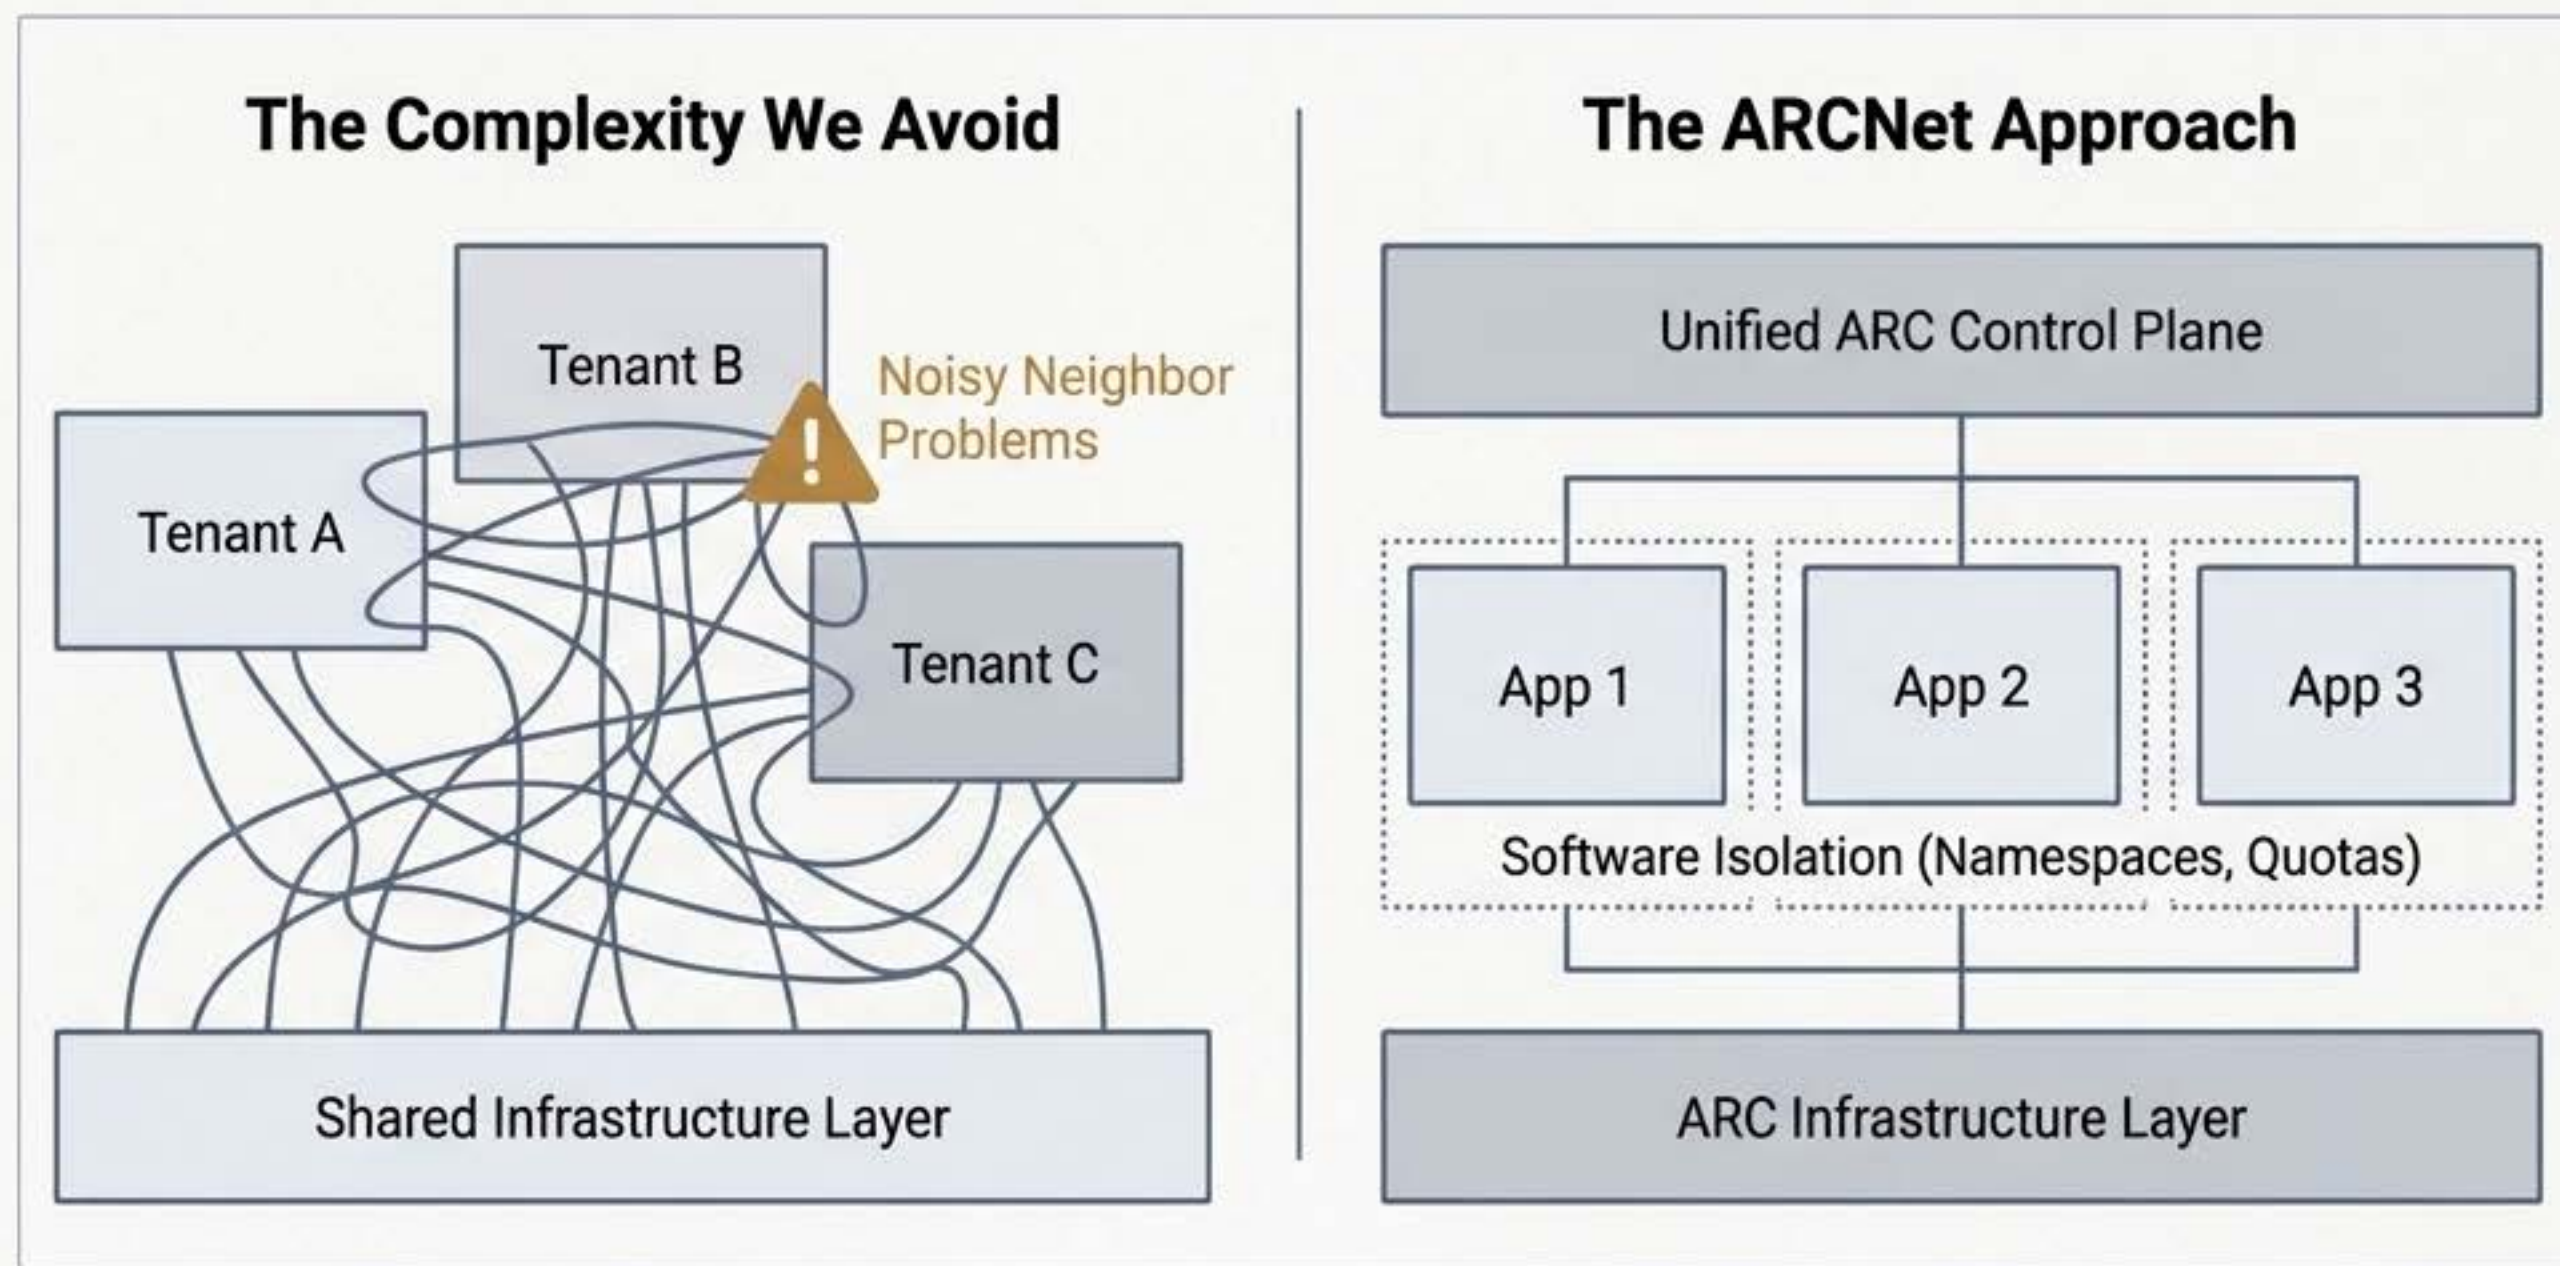 The Complexity We Avoid
Tenant B
Noisy Neighbor
Problems
Tenant A
Tenant C
Shared Infrastructure Layer
The ARCNet Approach
Unified ARC Control Plane
App 1
App 2
App 3
Software Isolation (Namespaces, Quotas)
ARC Infrastructure Layer